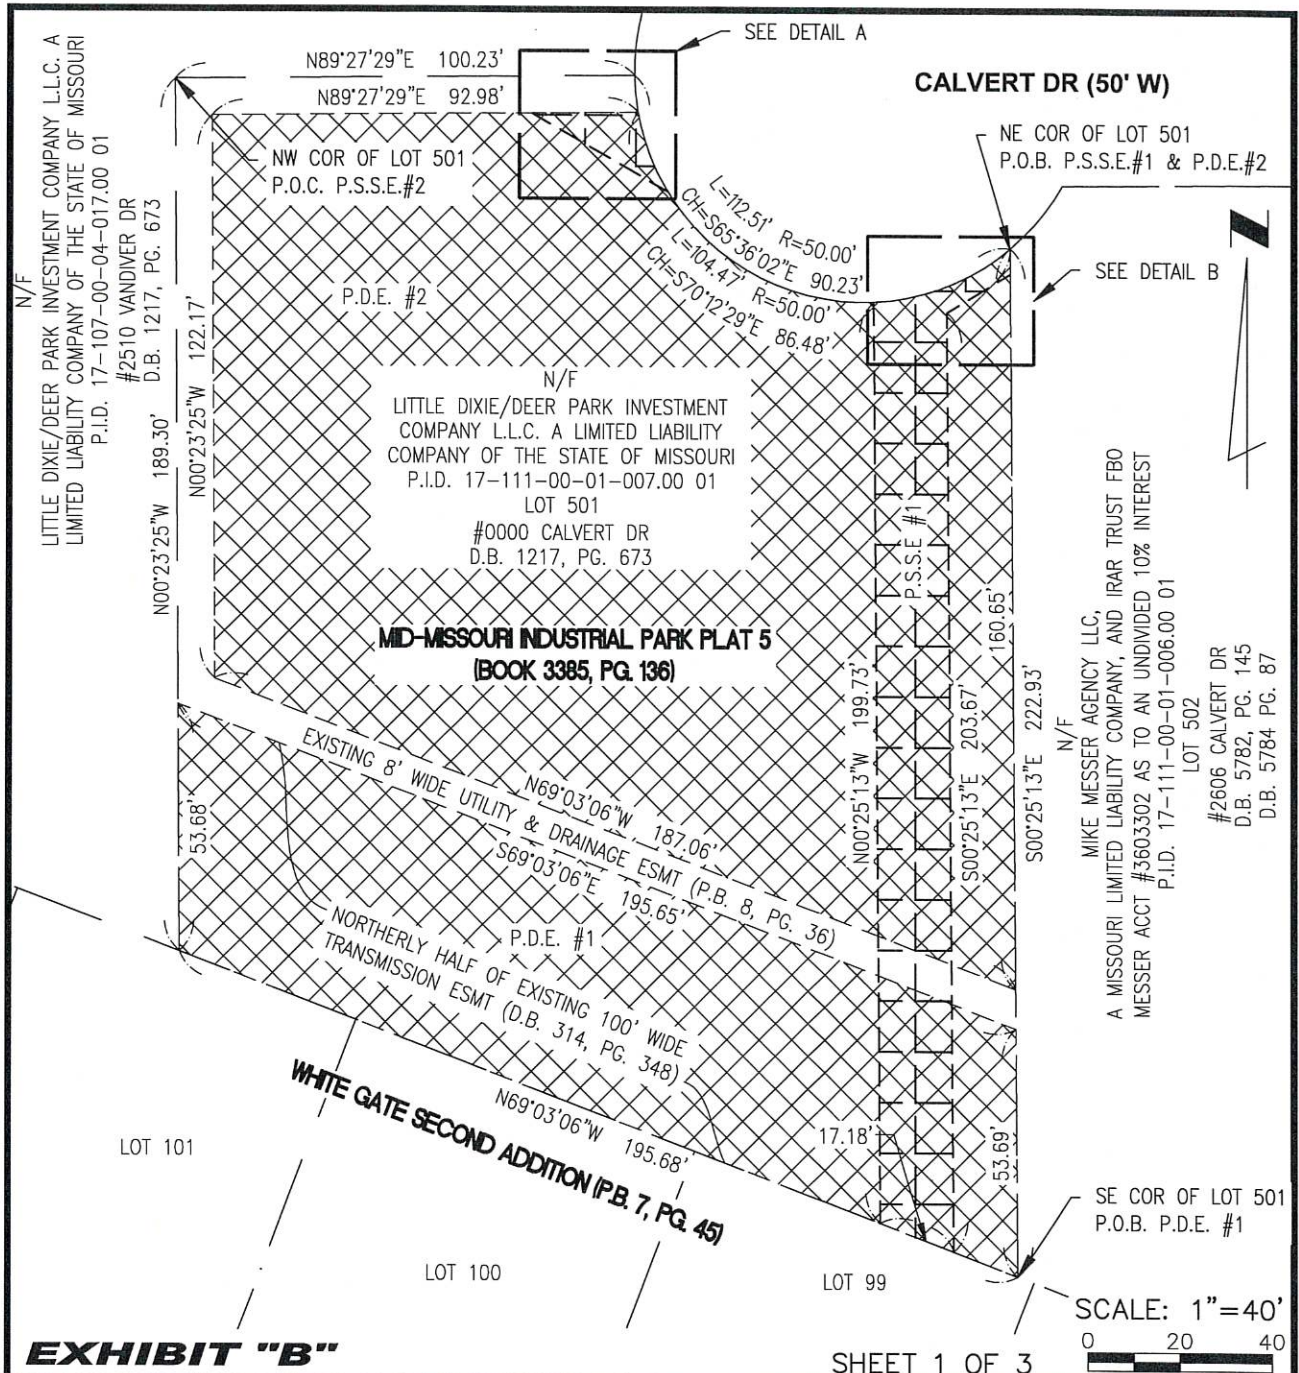 N/F
LITTLE DIXIE/DEER PARK INVESTMENT COMPANY L.L.C. A
LIMITED LIABILITY COMPANY OF THE STATE OF MISSOURI
P.I.D. 17-107-00-04-017.00 01
#2510 VANDIVER DR
D.B. 1217, PG. 673
N89°27'29"E 100.23'
N89°27'29"E 92.98'
SEE DETAIL A
CALVERT DR (50' W)
NW COR OF LOT 501
P.O.C. P.S.S.E.#2
NE COR OF LOT 501
P.O.B. P.S.S.E.#1 & P.D.E.#2
L=112.51' R=50.00'
CH=S65°36'02"E 90.23'
L=104.47' R=50.00'
CH=S70°12'29"E 86.48'
SEE DETAIL B
P.D.E. #2
N00°23'25"W 189.30'
N00°23'25"W 122.17'
N/F
LITTLE DIXIE/DEER PARK INVESTMENT
COMPANY L.L.C. A LIMITED LIABILITY
COMPANY OF THE STATE OF MISSOURI
P.I.D. 17-111-00-01-007.00 01
LOT 501
#0000 CALVERT DR
D.B. 1217, PG. 673
MID-MISSOURI INDUSTRIAL PARK PLAT 5
(BOOK 3385, PG. 136)
P.S.S.E #1
160.65'
N00°25'13"W 199.73'
S00°25'13"E 203.67'
S00°25'13"E 222.93'
N/F
MIKE MESSER AGENCY LLC,
A MISSOURI LIMITED LIABILITY COMPANY, AND IRAR TRUST FBO
MESSER ACCT #3603302 AS TO AN UNDIVIDED 10% INTEREST
P.I.D. 17-111-00-01-006.00 01
LOT 502
#2606 CALVERT DR
D.B. 5782, PG. 145
D.B. 5784 PG. 87
EXISTING 8' WIDE UTILITY & DRAINAGE ESMT (P.B. 8, PG. 36)
N69°03'06"W 187.06'
S69°03'06"E 195.65'
53.68'
P.D.E. #1
NORTHERLY HALF OF EXISTING 100' WIDE
TRANSMISSION ESMT (D.B. 314, PG. 348)
N69°03'06"W 195.68'
WHITE GATE SECOND ADDITION (P.B. 7, PG. 45)
17.18'
53.69'
SE COR OF LOT 501
P.O.B. P.D.E. #1
LOT 101
LOT 100
LOT 99
SCALE: 1"=40'
0 20 40
EXHIBIT "B"
SHEET 1 OF 3